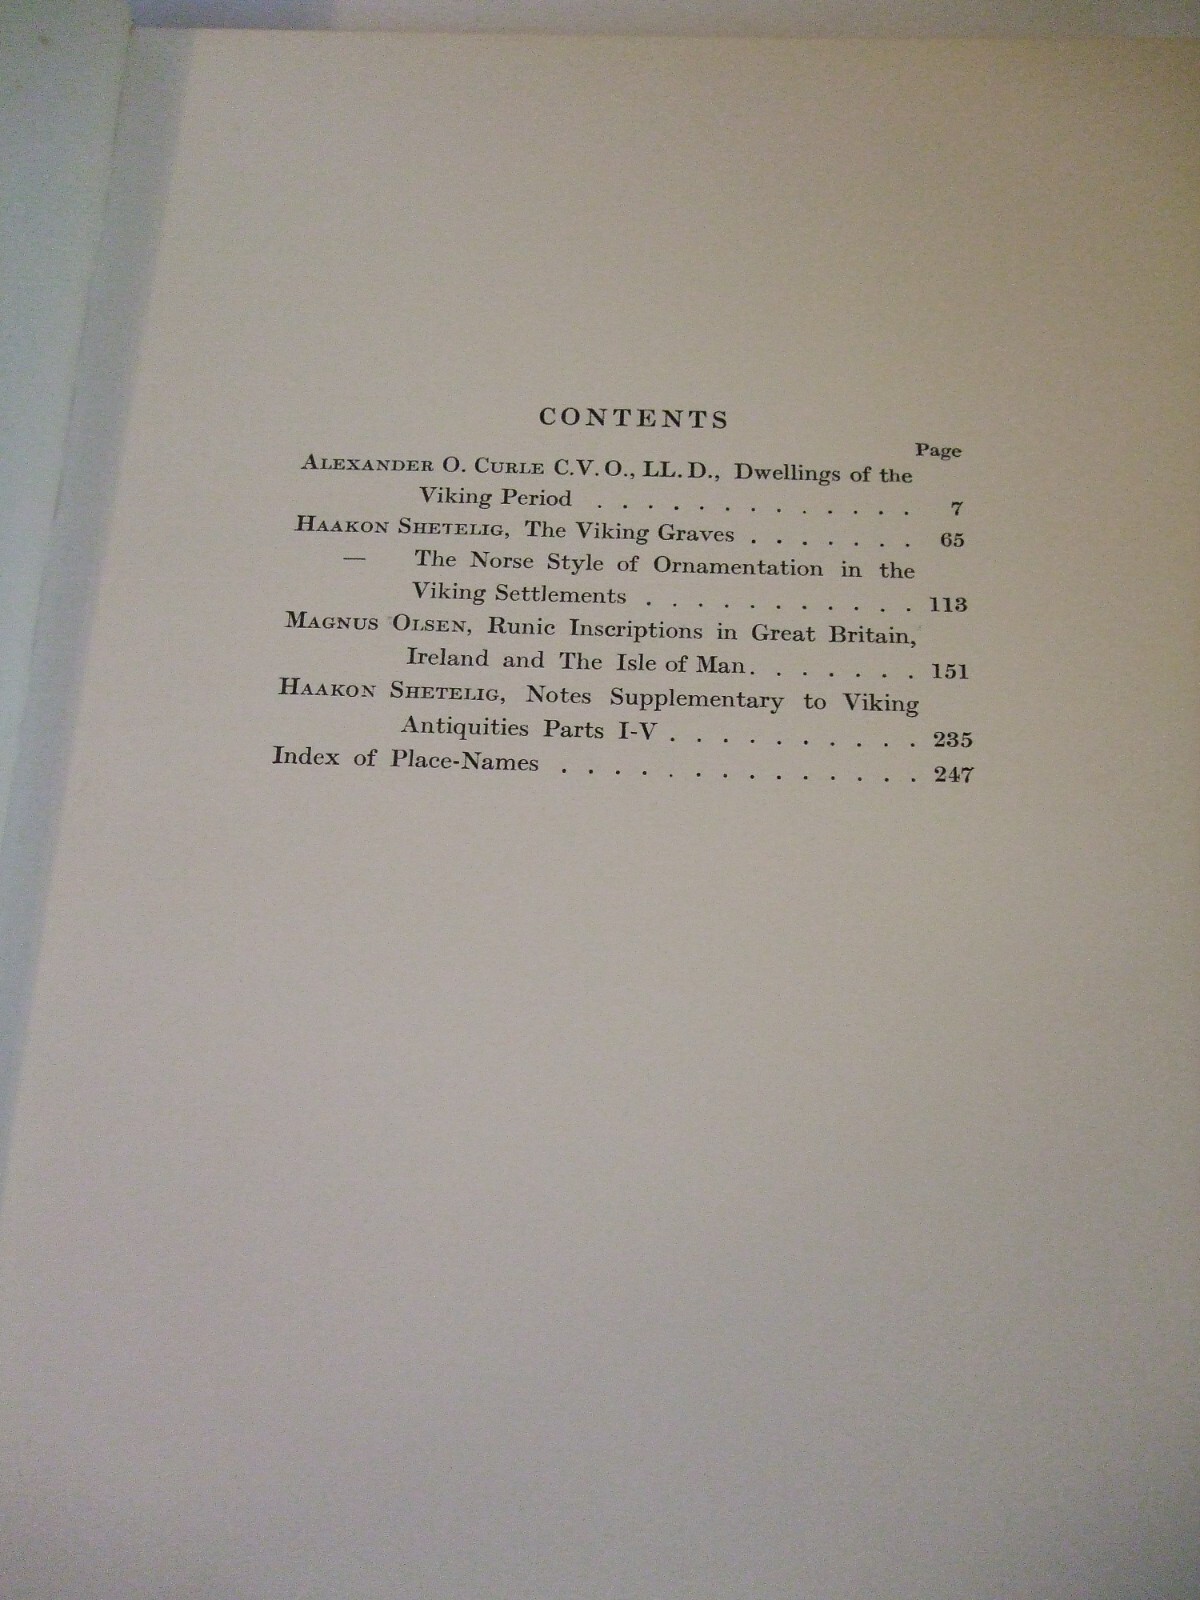 CONTENTS
Page
ALEXANDER O. CURLE C.V.O., LL.D., Dwellings of the
Viking Period . . . . . . . . . . . . . 7
HAAKON SHETELIG, The Viking Graves . . . . . . . 65
— The Norse Style of Ornamentation in the
Viking Settlements . . . . . . . . . . . 113
MAGNUS OLSEN, Runic Inscriptions in Great Britain,
Ireland and The Isle of Man . . . . . . . 151
HAAKON SHETELIG, Notes Supplementary to Viking
Antiquities Parts I-V . . . . . . . . . . 235
Index of Place-Names . . . . . . . . . . . . . . 247